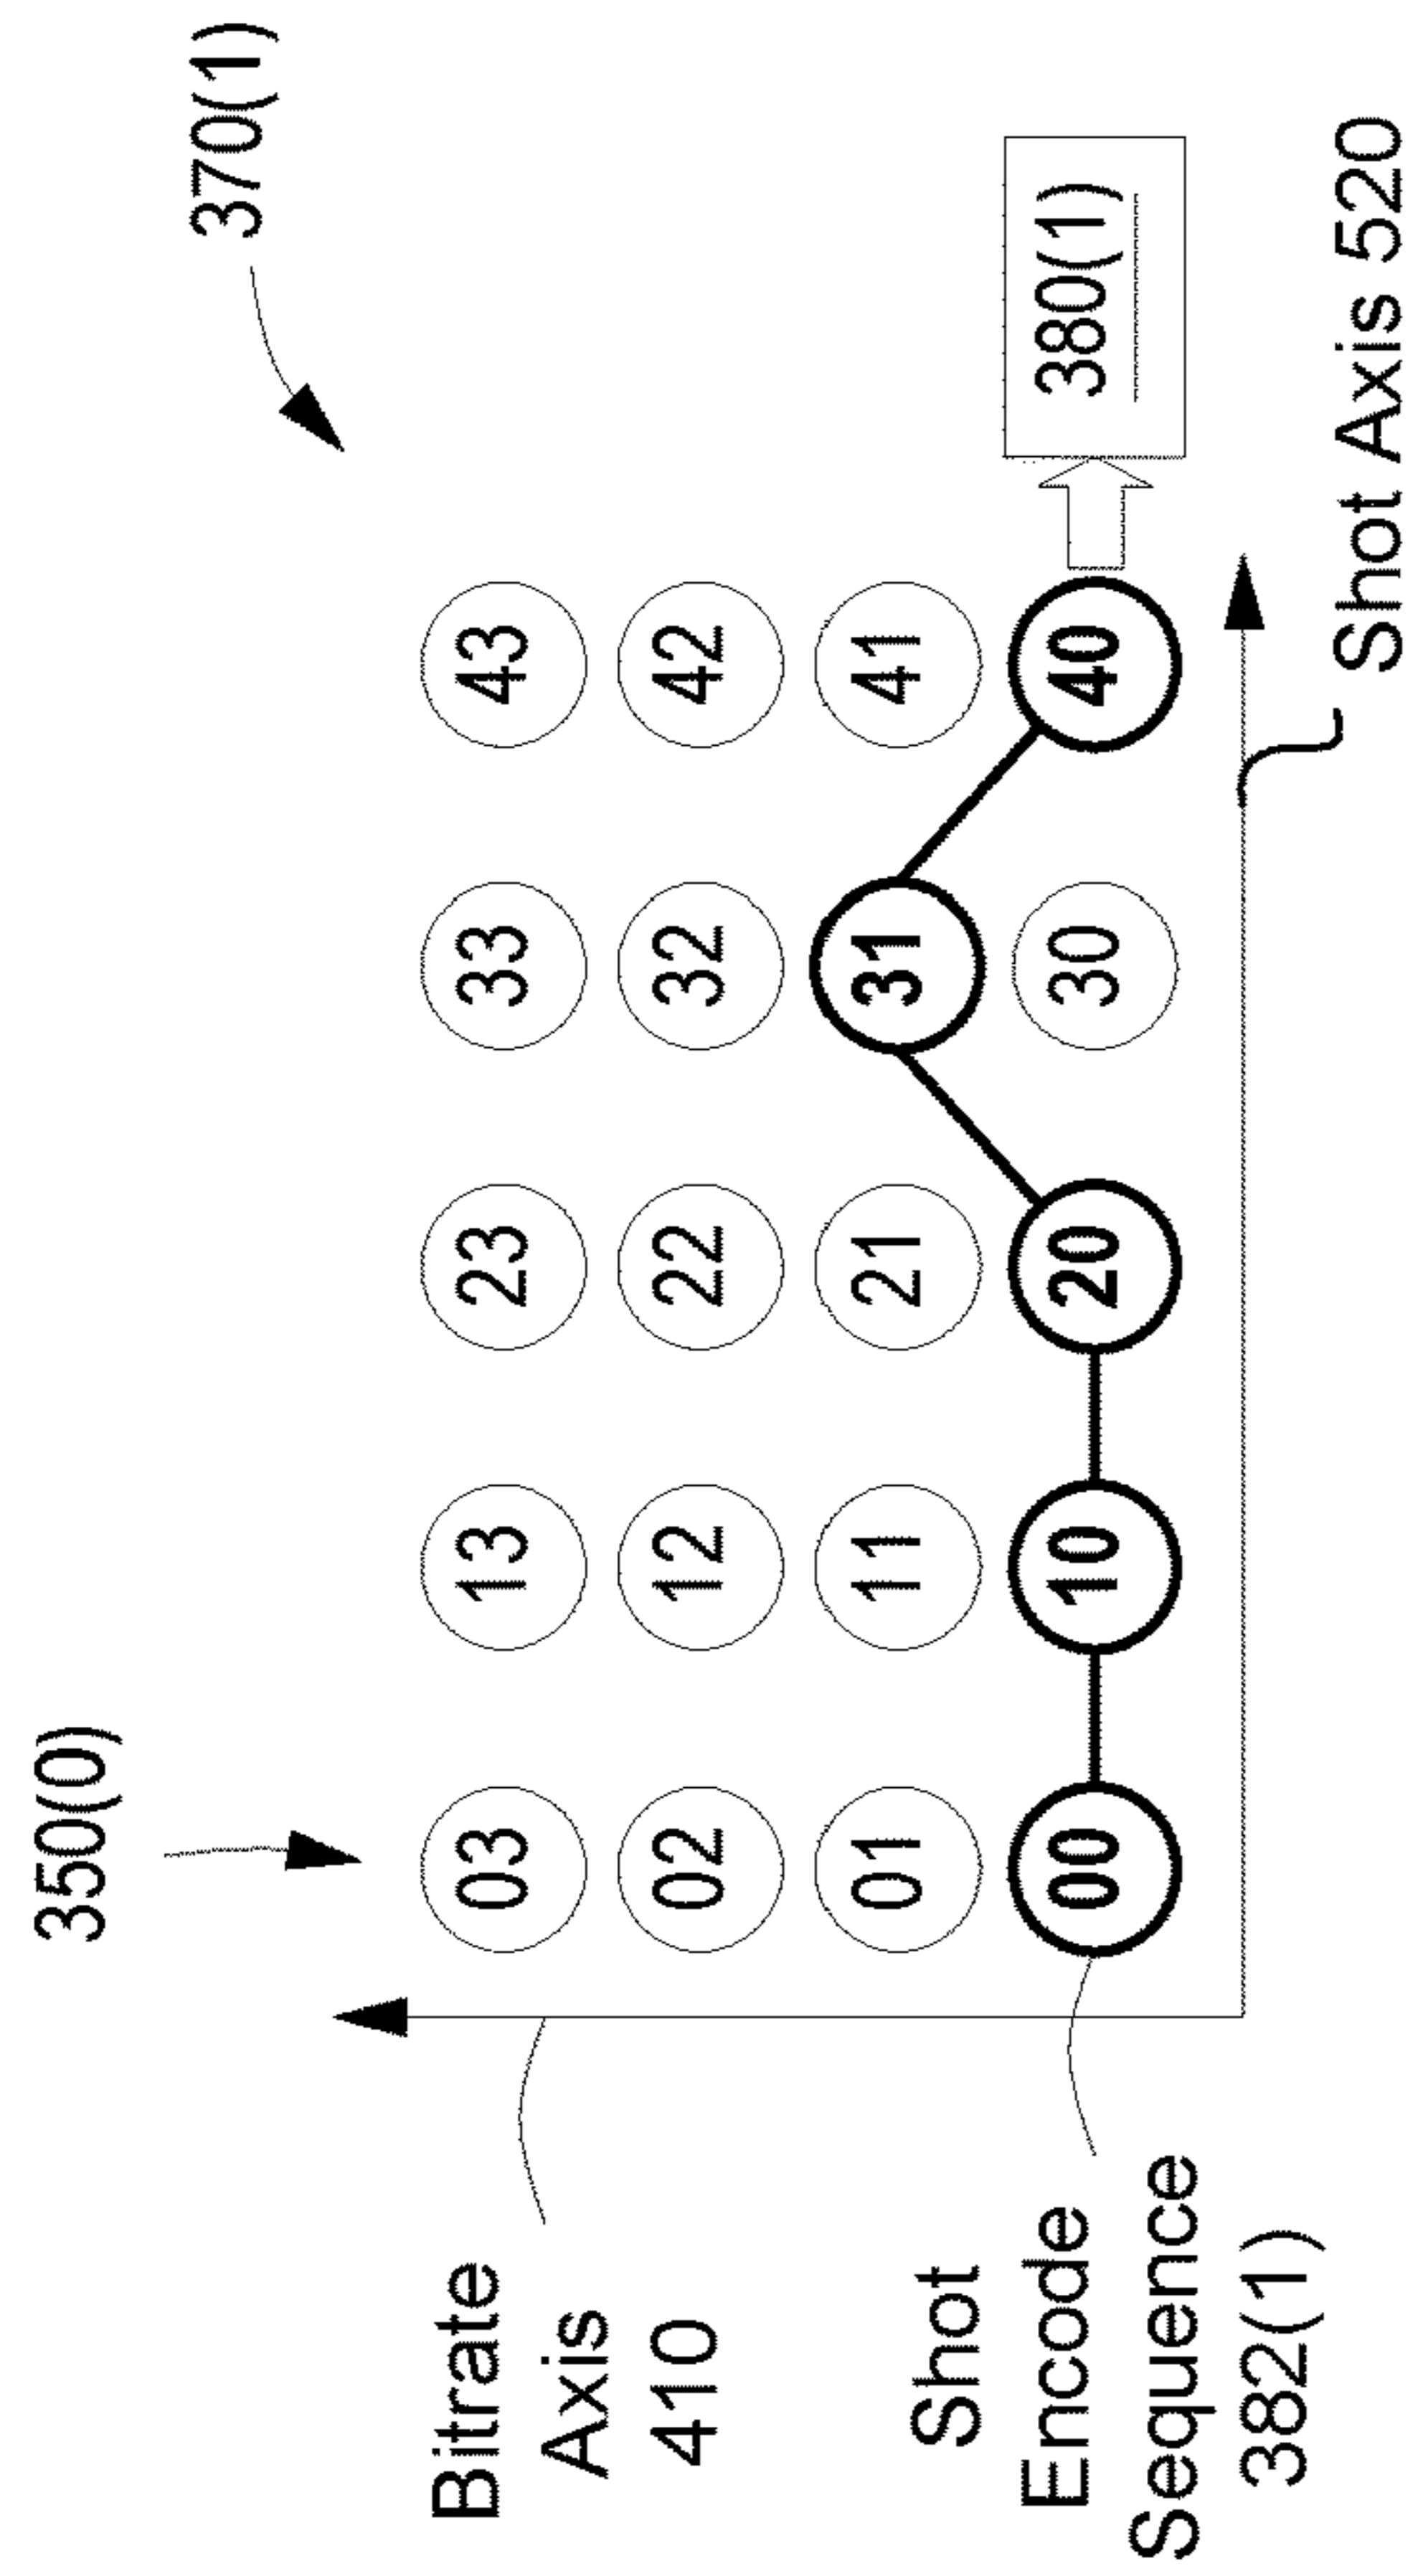 350(0)
370(1)
Bitrate
Axis
410
03 13 23 33 43
02 12 22 32 42
01 11 21 31 41
00 10 20 30 40
380(1)
Shot
Encode
Sequence
382(1)
Shot Axis 520